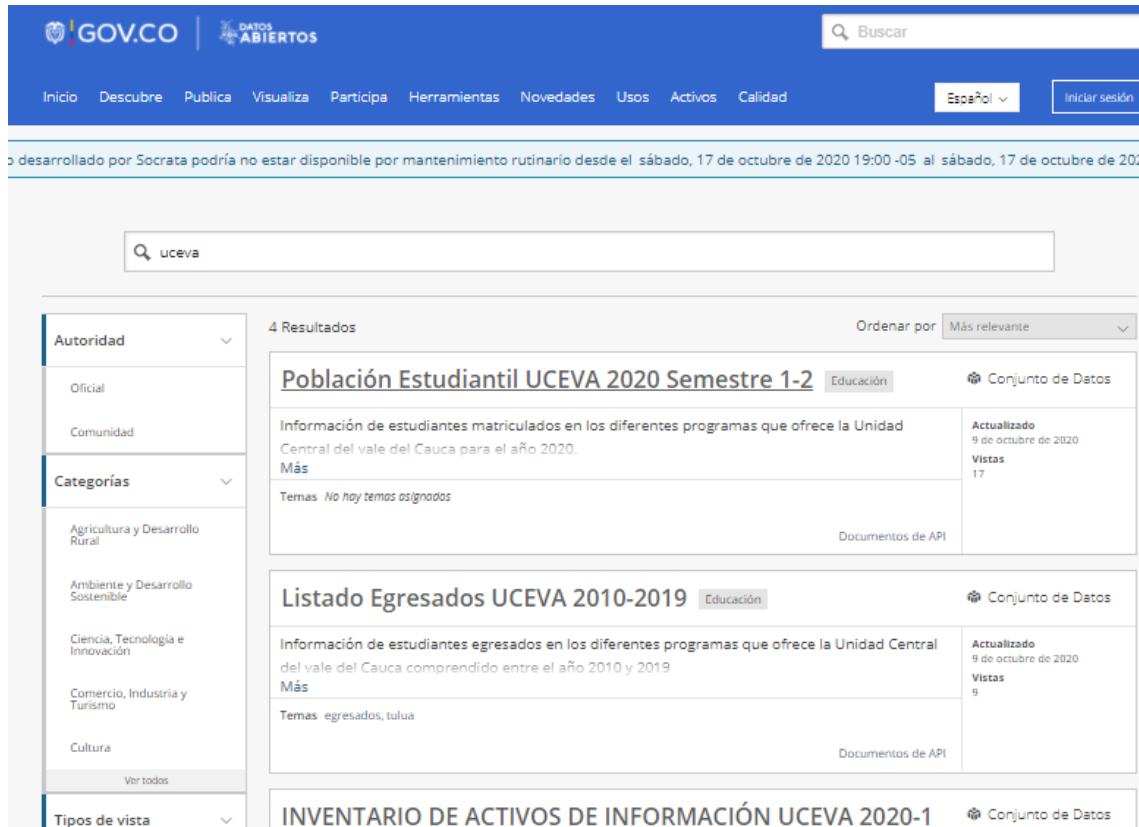 GOV.CO
DATOS ABIERTOS
Buscar
Inicio Descubre Publica Visualiza Participa Herramientas Novedades Usos Activos Calidad
Español
Iniciar sesión
desarrollado por Socrata podría no estar disponible por mantenimiento rutinario desde el sábado, 17 de octubre de 2020 19:00 -05 al sábado, 17 de octubre de 202
uceva
Autoridad
Oficial
Comunidad
Categorías
Agricultura y Desarrollo
Rural
Ambiente y Desarrollo
Sostenible
Ciencia, Tecnología e
Innovación
Comercio, Industria y
Turismo
Cultura
Ver todos
Tipos de vista
4 Resultados
Ordenar por Más relevante
Población Estudiantil UCEVA 2020 Semestre 1-2 Educación
Conjunto de Datos
Información de estudiantes matriculados en los diferentes programas que ofrece la Unidad
Central del vale del Cauca para el año 2020.
Más
Temas No hay temas asignados
Documentos de API
Actualizado
9 de octubre de 2020
Vistas
17
Listado Egresados UCEVA 2010-2019 Educación
Conjunto de Datos
Información de estudiantes egresados en los diferentes programas que ofrece la Unidad Central
del vale del Cauca comprendido entre el año 2010 y 2019
Más
Temas egresados, tulua
Documentos de API
Actualizado
9 de octubre de 2020
Vistas
9
INVENTARIO DE ACTIVOS DE INFORMACIÓN UCEVA 2020-1
Conjunto de Datos